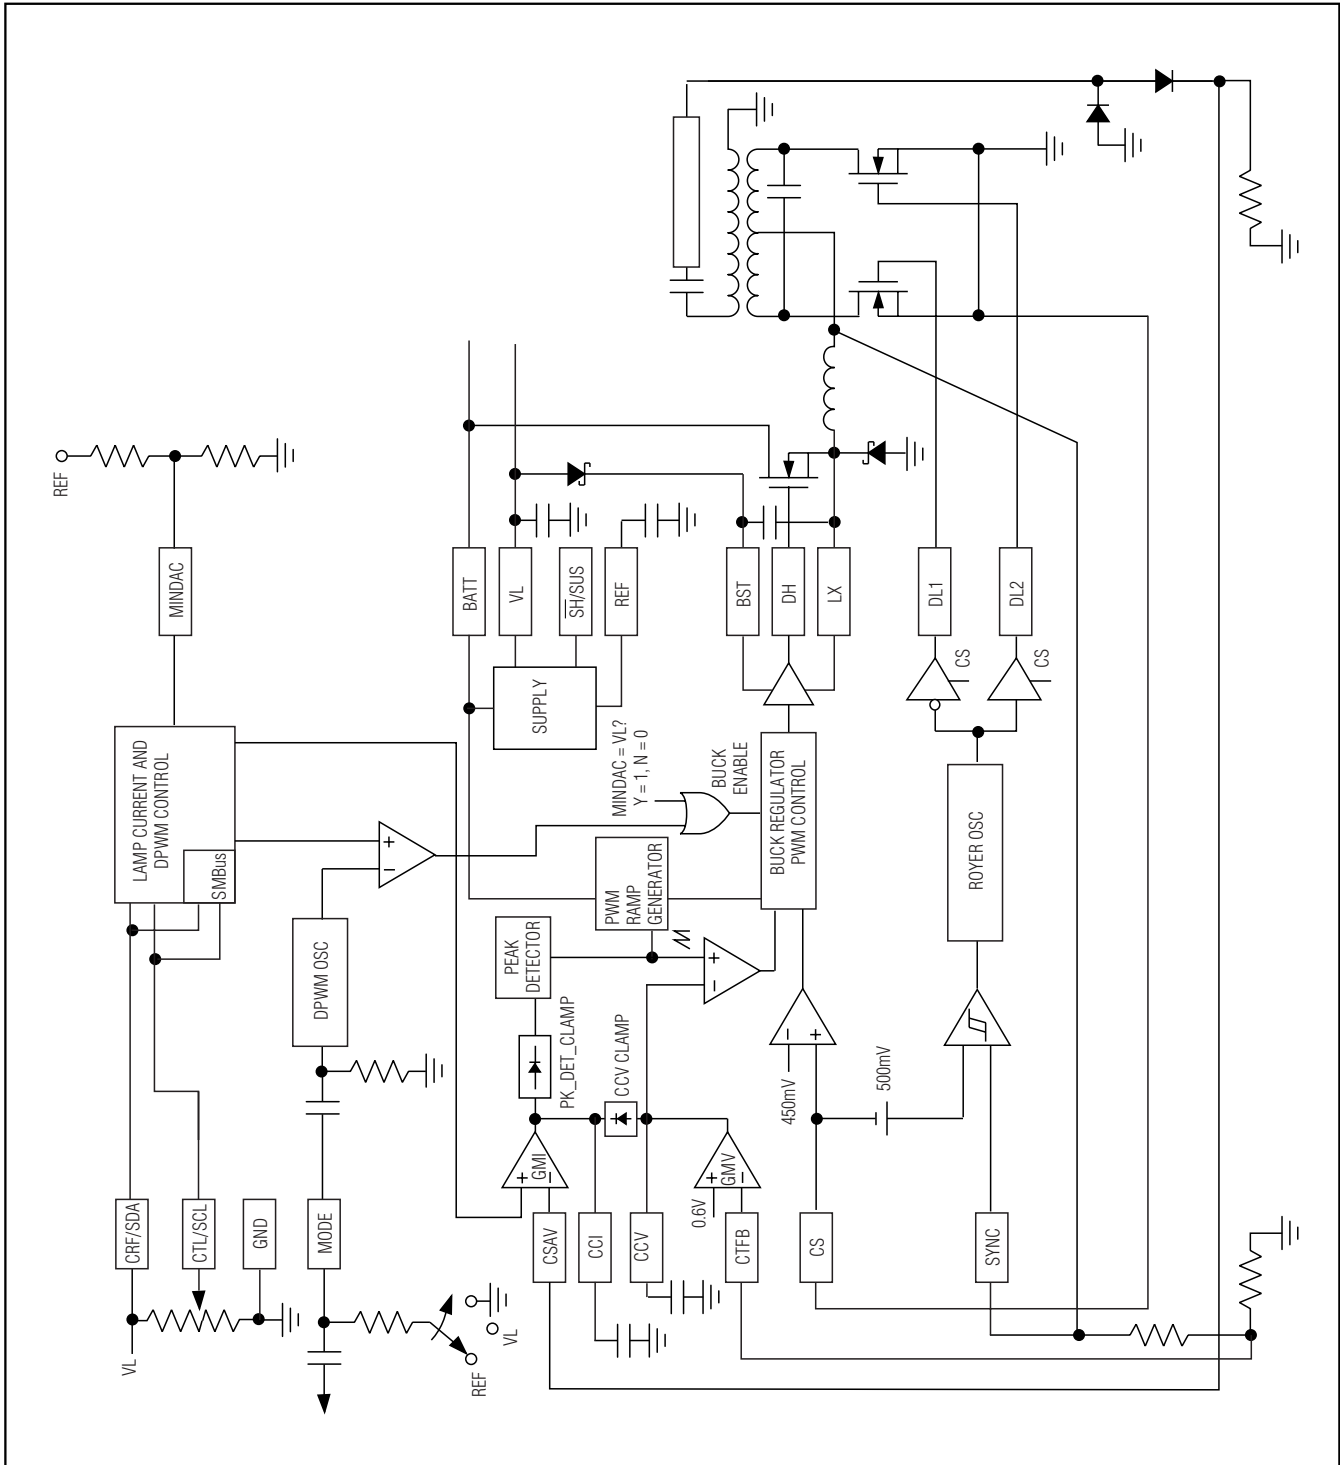 REF
MINDAC
BATT
VL
SH/SUS
REF
BST
DH
LX
DL1
DL2
CS
CS
SUPPLY
LAMP CURRENT AND
DPWM CONTROL
SMBus
MINDAC = VL?
Y = 1, N = 0
BUCK
ENABLE
BUCK REGULATOR
PWM CONTROL
ROYER OSC
PWM
RAMP
GENERATOR
PEAK
DETECTOR
DPWM OSC
PK_DET_CLAMP
CCV CLAMP
450mV
500mV
GMI
GMV
0.6V
CRF/SDA
CTL/SCL
GND
MODE
CSAV
CCI
CCV
CTFB
CS
SYNC
VL
REF
VL